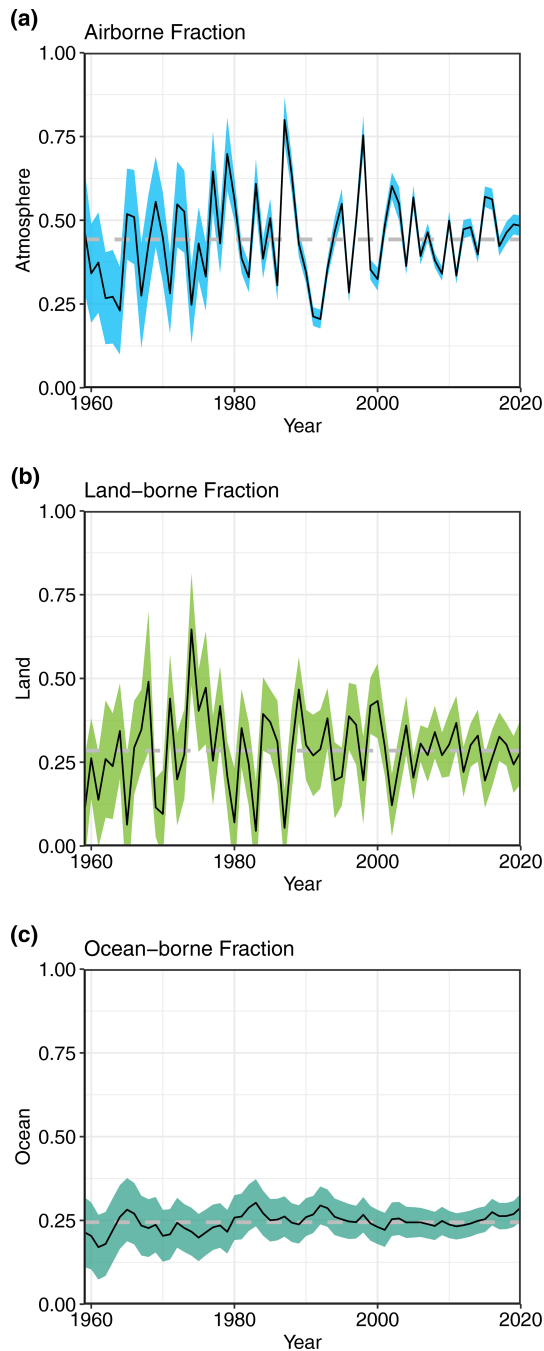 (a)
Airborne Fraction
1.00
0.75
0.50
0.25
0.00
Atmosphere
1960 1980 2000 2020
Year
(b)
Land−borne Fraction
1.00
0.75
0.50
0.25
0.00
Land
1960 1980 2000 2020
Year
(c)
Ocean−borne Fraction
1.00
0.75
0.50
0.25
0.00
Ocean
1960 1980 2000 2020
Year